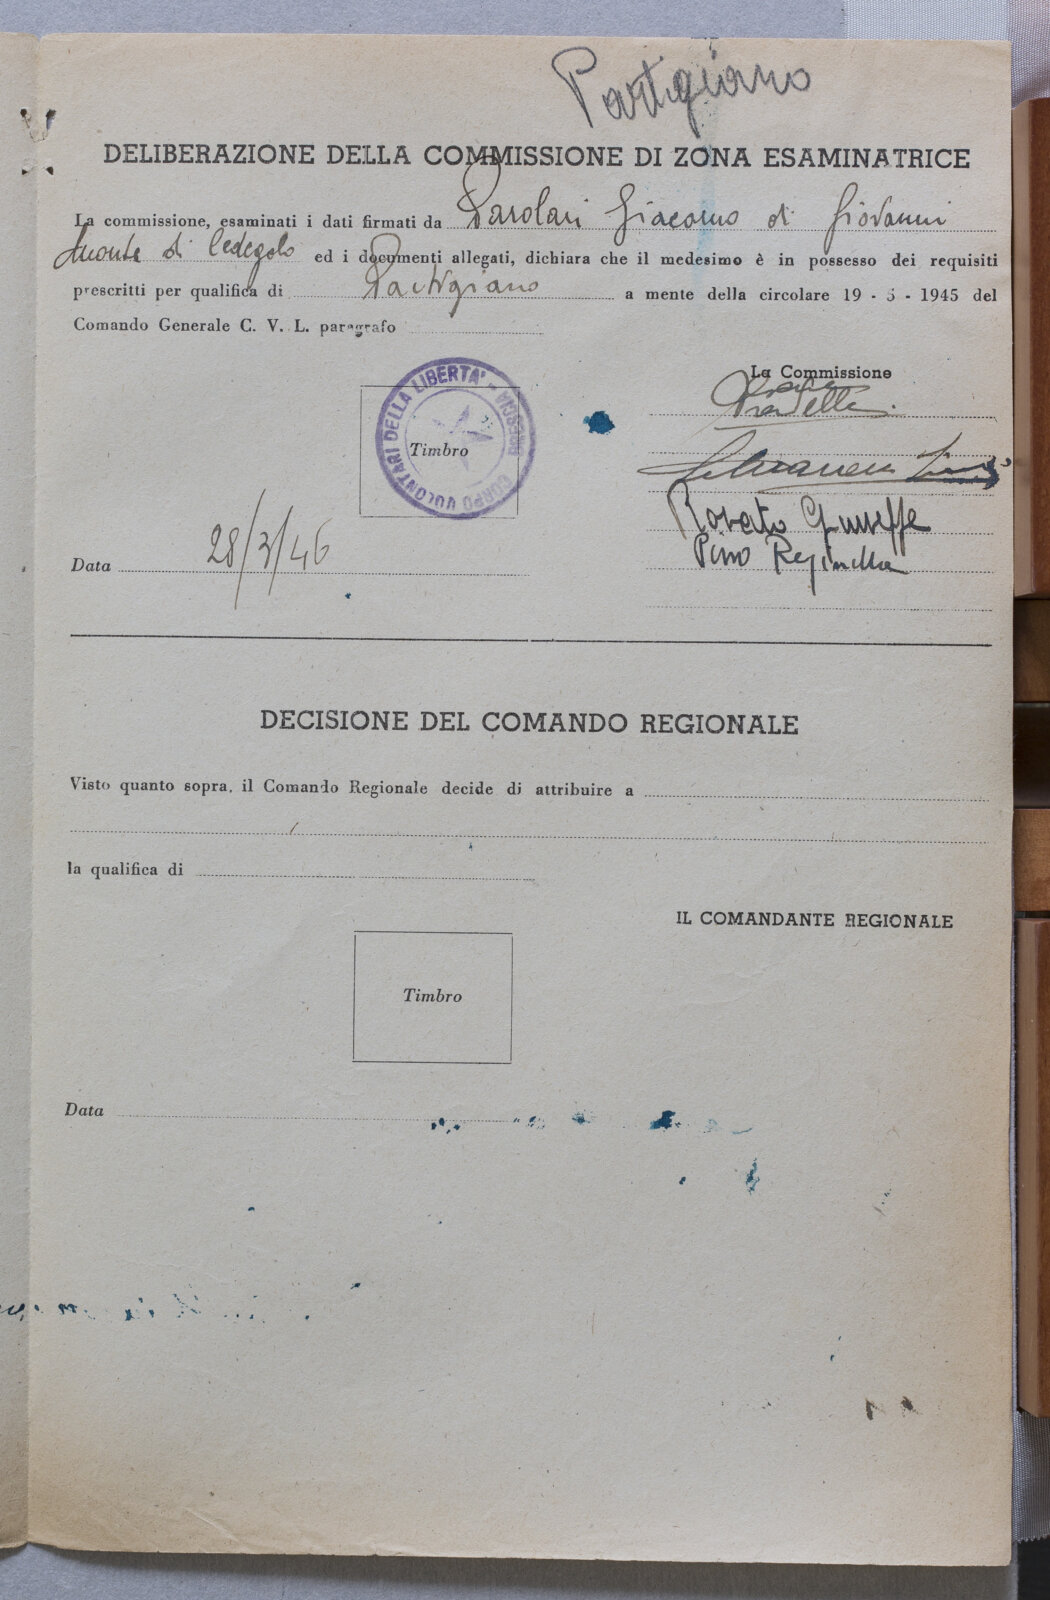 Partigiano
DELIBERAZIONE DELLA COMMISSIONE DI ZONA ESAMINATRICE
La commissione, esaminati i dati firmati da Parolari Giacomo di Giovanni
Monte di Cedegolo ed i documenti allegati, dichiara che il medesimo è in possesso dei requisiti
prescritti per qualifica di Partigiano a mente della circolare 19 - 5 - 1945 del
Comando Generale C. V. L. paragrafo
La Commissione
CORPO VOLONTARI DELLA LIBERTA' - BRESCIA
Timbro
Rovato Giuseppe
Pino
Data 28/3/46
DECISIONE DEL COMANDO REGIONALE
Visto quanto sopra, il Comando Regionale decide di attribuire a
la qualifica di
IL COMANDANTE REGIONALE
Timbro
Data